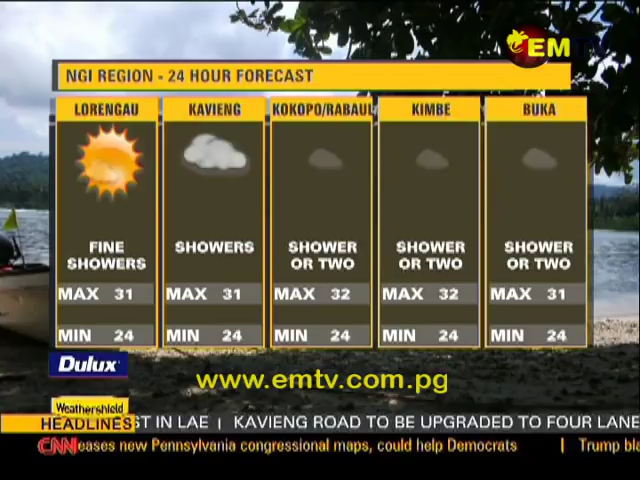 EMTV
NGI REGION - 24 HOUR FORECAST
LORENGAU KAVIENG KOKOPO/RABAUL KIMBE BUKA
FINE SHOWERS SHOWERS SHOWER OR TWO SHOWER OR TWO SHOWER OR TWO
MAX 31 MAX 31 MAX 32 MAX 32 MAX 31
MIN 24 MIN 24 MIN 24 MIN 24 MIN 24
Dulux
www.emtv.com.pg
Weathershield
HEADLINES ST IN LAE | KAVIENG ROAD TO BE UPGRADED TO FOUR LANE
CNN eases new Pennsylvania congressional maps, could help Democrats | Trump bla